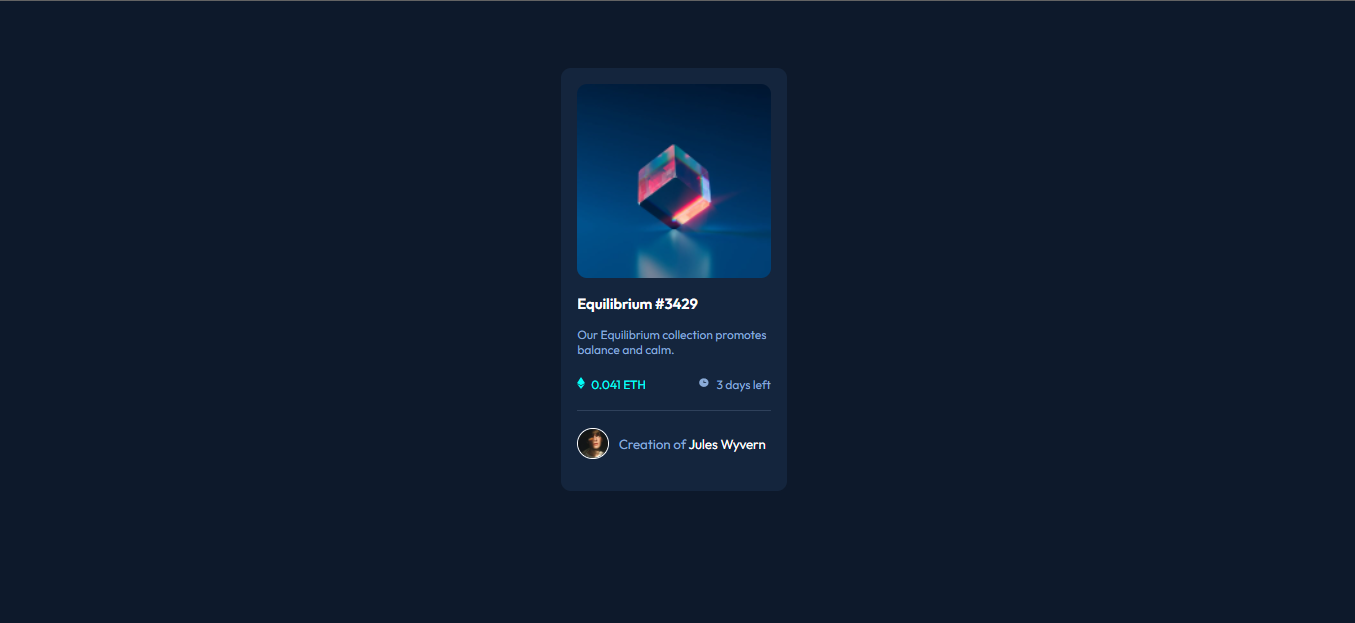 Equilibrium #3429
Our Equilibrium collection promotes
balance and calm.
0.041 ETH 3 days left
Creation of Jules Wyvern